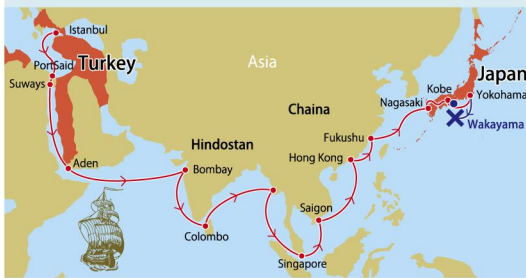 Istanbul
Asia
PortSaid
Turkey
Suways
Japan
Kobe
Nagasaki
Yokohama
Chaina
Wakayama
Fukushu
Hindostan
Hong Kong
Aden
Bombay
Saigon
Colombo
Singapore